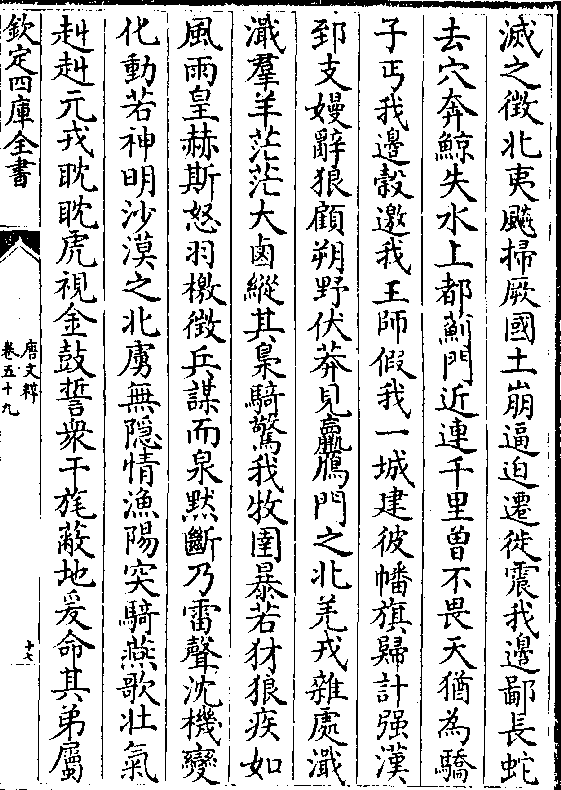 滅之徵北夷飈掃厥國土崩逼迫遷徙震我邊鄙長蛇
去穴奔鯨失水上都薊門近連千里曾不畏天猶為驕
子丐我邊穀邀我王師假我一城建彼幡旗歸計强漢
郅支嫚辭狼顧朔野伏莽見羸鴈門之北羌戎雜處濈
濈羣羊茫茫大鹵縱其梟騎驚我牧圉暴若豺狼疾如
風雨皇赫斯怒羽檄徵兵謀而泉默斷乃雷聲沈機變
化動若神明沙漠之北虜無隠情漁陽突騎燕歌壯氣
赳赳元戎眈眈虎視金鼓誓衆干旄蔽地爰命其弟屬
欽定四庫全書
唐文粹
卷五十九
十七